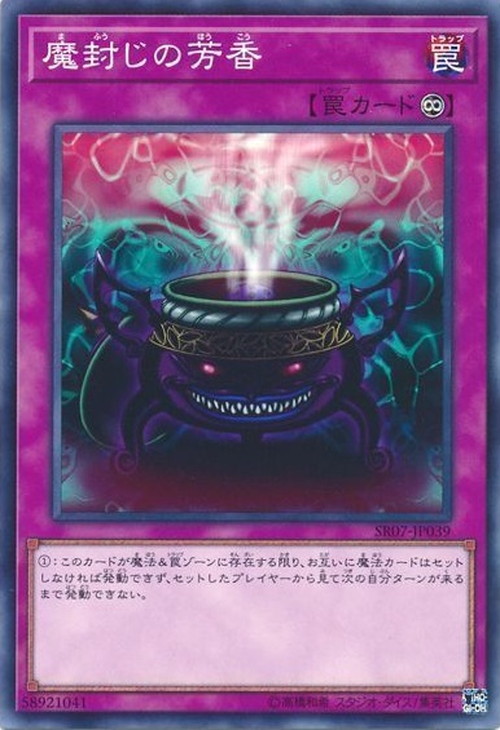 魔封じの芳香
罠
【罠カード】
SR07-JP039
①:このカードが魔法&罠ゾーンに存在する限り、お互いに魔法カードはセット
しなければ発動できず、セットしたプレイヤーから見て次の自分ターンが来る
まで発動できない。
58921041
©高橋和希 スタジオ・ダイス/集英社